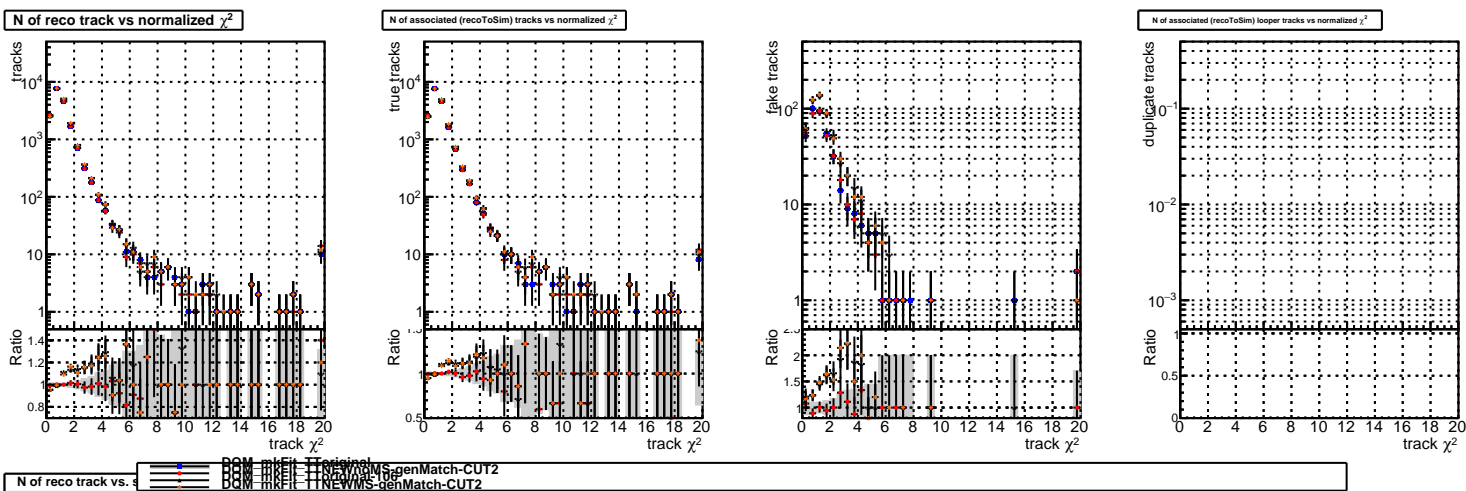 N of reco track vs normalized χ²
N of associated (recoToSim) tracks vs normalized χ²
N of associated (recoToSim) looper tracks vs normalized χ²
tracks
10⁴
10³
10²
10
1
Ratio
1.4
1.2
1.0
0.8
0 2 4 6 8 10 12 14 16 18 20
track χ²
true tracks
10⁴
10³
10²
10
1
Ratio
1.5
1.0
0.5
0 2 4 6 8 10 12 14 16 18 20
track χ²
fake tracks
10²
10
1
Ratio
2.5
2
1.5
1
0 2 4 6 8 10 12 14 16 18 20
track χ²
duplicate tracks
10⁻¹
10⁻²
10⁻³
Ratio
1
0.5
0
0 2 4 6 8 10 12 14 16 18 20
track χ²
DQM_mkFit_TToriginal
DQM_mkFit_TTNEWnoMS-genMatch-CUT2
DQM_mkFit_TToriginal-106
DQM_mkFit_TTNEWMS-genMatch-CUT2
N of reco track vs.